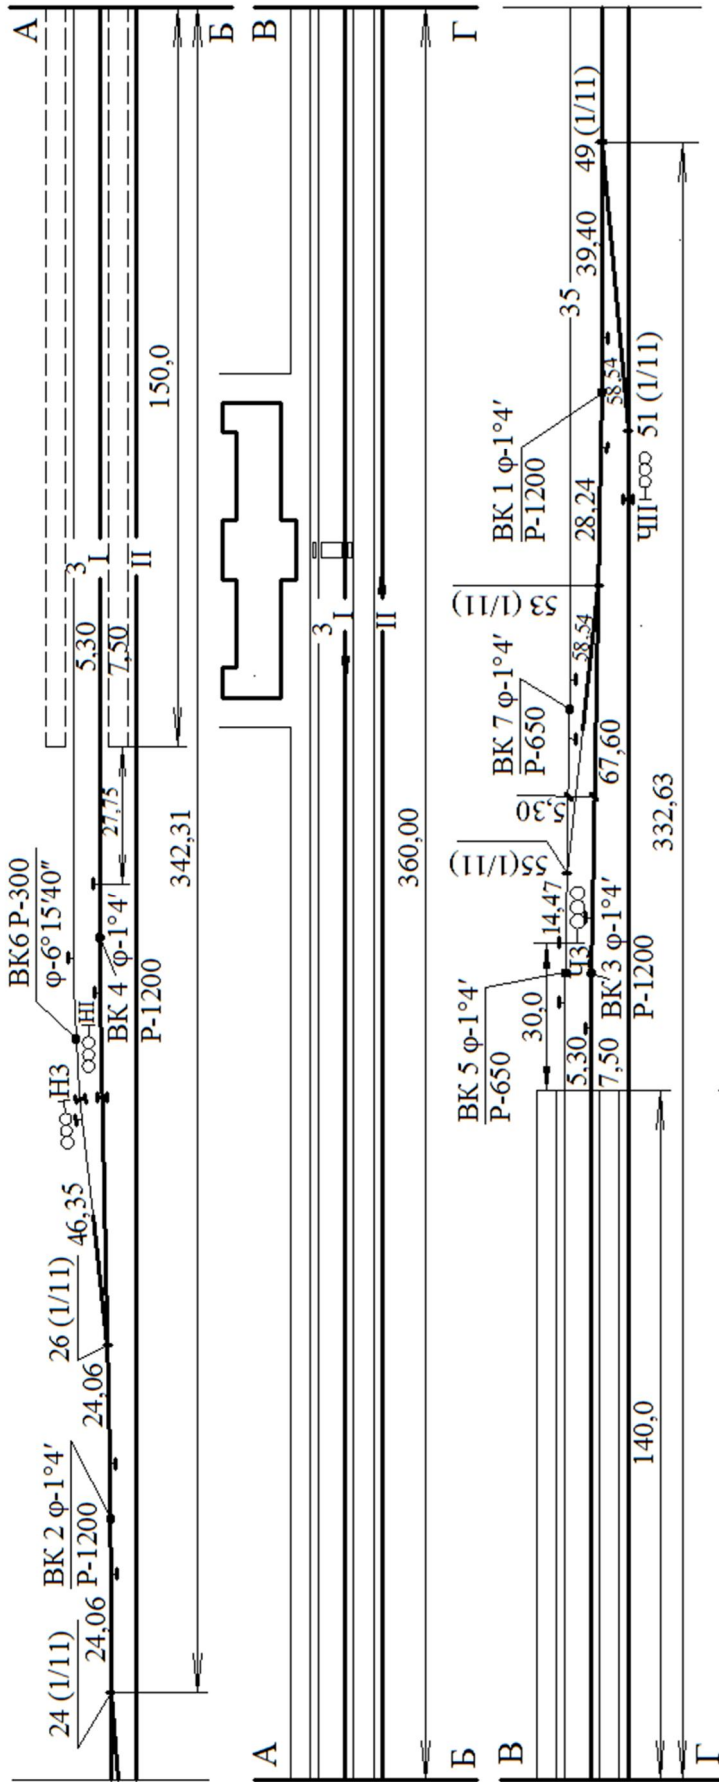 24 (1/11)
24,06
ВК 2 φ-1°4′
Р-1200
24,06
26 (1/11)
46,35
Н3
НI
ВК6 Р-300
φ-6°15′40″
ВК 4 φ-1°4′
Р-1200
27,75
5,30
7,50
3
I
II
150,0
342,31
А
Б
А
Б
3
I
II
360,00
В
Г
В
Г
140,0
5,30
7,50
30,0
ВК 5 φ-1°4′
Р-650
14,47
Ч3
ВК 3 φ-1°4′
Р-1200
55(1/11)
5,30
67,60
ВК 7 φ-1°4′
Р-650
58,54
53 (1/11)
28,24
ВК 1 φ-1°4′
Р-1200
58,54
ЧII
51 (1/11)
35
39,40
49 (1/11)
332,63